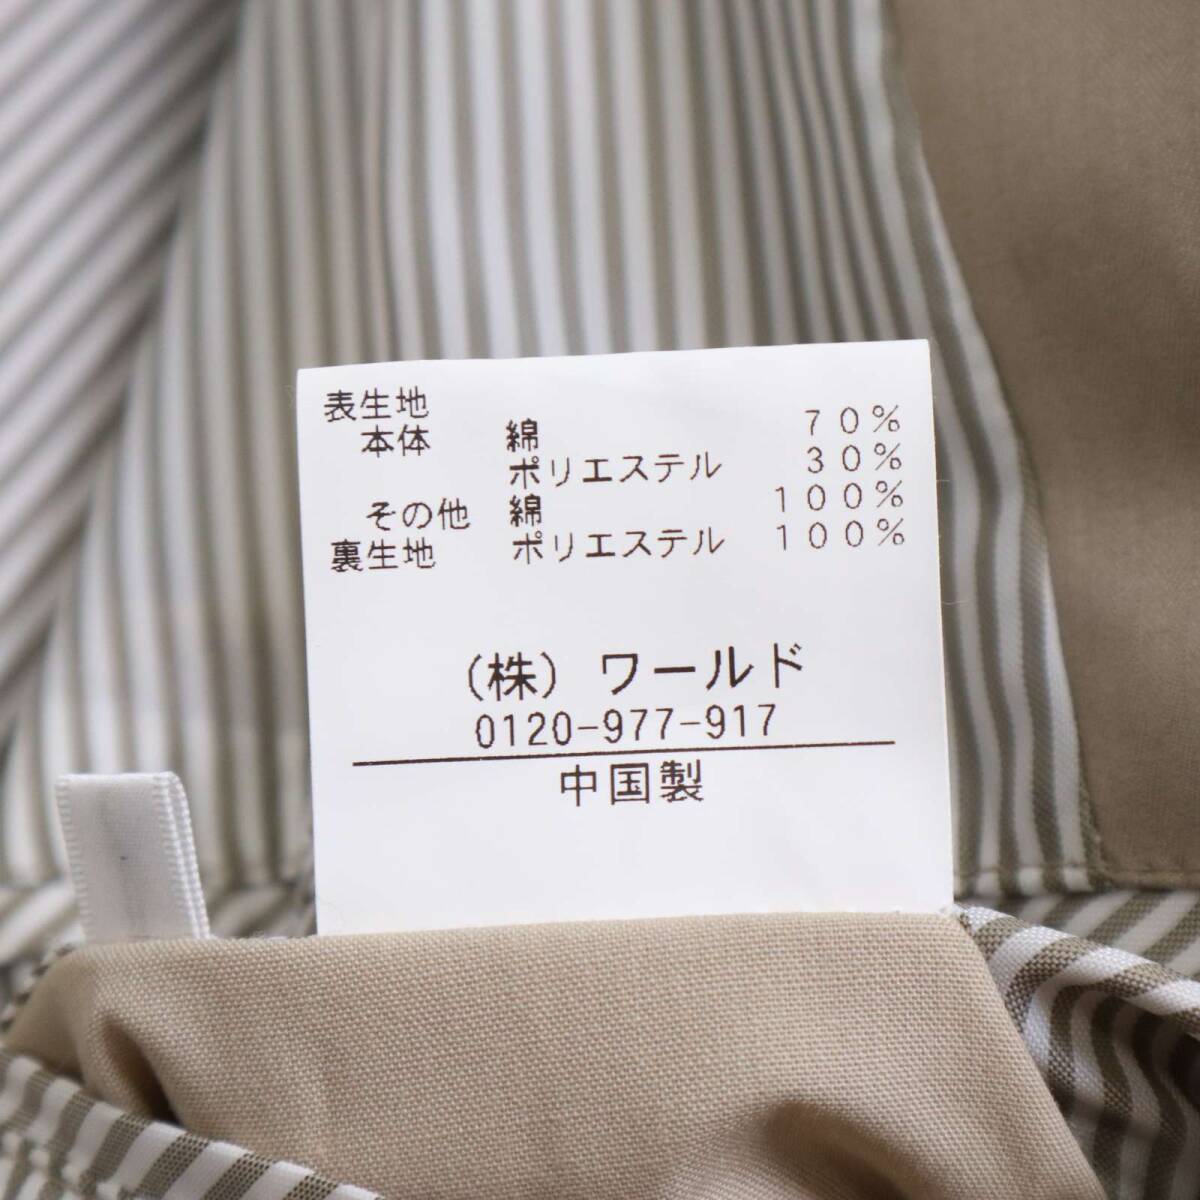 表生地
本体 綿 70%
ポリエステル 30%
その他 綿 100%
裏生地 ポリエステル 100%
(株) ワールド
0120-977-917
中国製